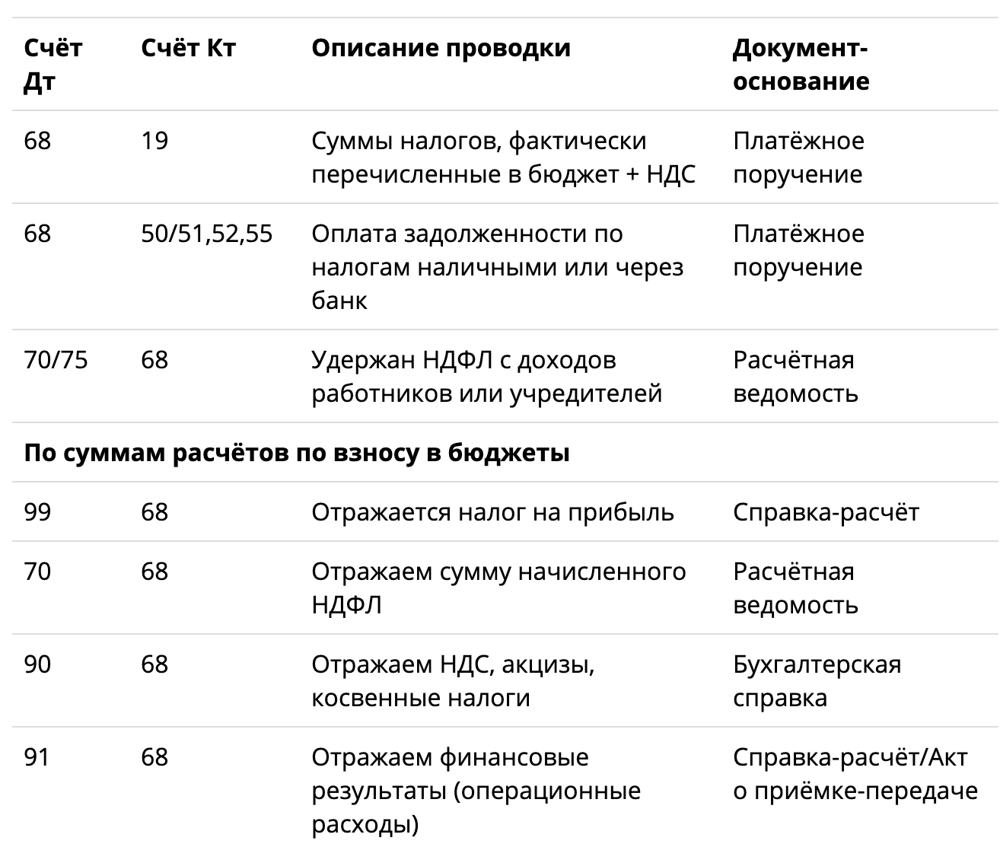 Счёт Дт
Счёт Кт
Описание проводки
Документ-
основание
68
19
Суммы налогов, фактически
перечисленные в бюджет + НДС
Платёжное
поручение
68
50/51,52,55
Оплата задолженности по
налогам наличными или через
банк
Платёжное
поручение
70/75
68
Удержан НДФЛ с доходов
работников или учредителей
Расчётная
ведомость
По суммам расчётов по взносу в бюджеты
99
68
Отражается налог на прибыль
Справка-расчёт
70
68
Отражаем сумму начисленного
НДФЛ
Расчётная
ведомость
90
68
Отражаем НДС, акцизы,
косвенные налоги
Бухгалтерская
справка
91
68
Отражаем финансовые
результаты (операционные
расходы)
Справка-расчёт/Акт
о приёмке-передаче